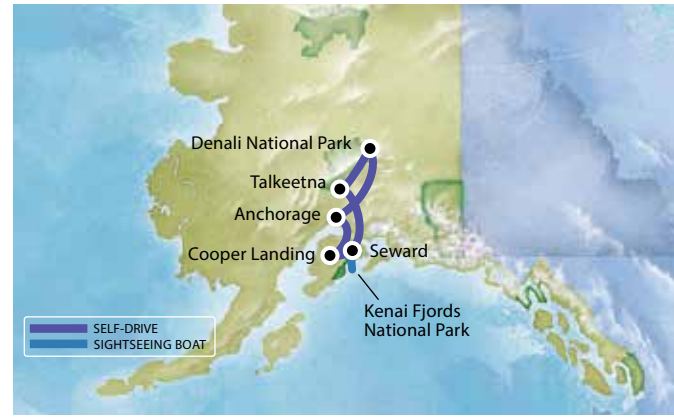 Denali National Park
Talkeetna
Anchorage
Cooper Landing
Seward
Kenai Fjords
National Park
SELF-DRIVE
SIGHTSEEING BOAT